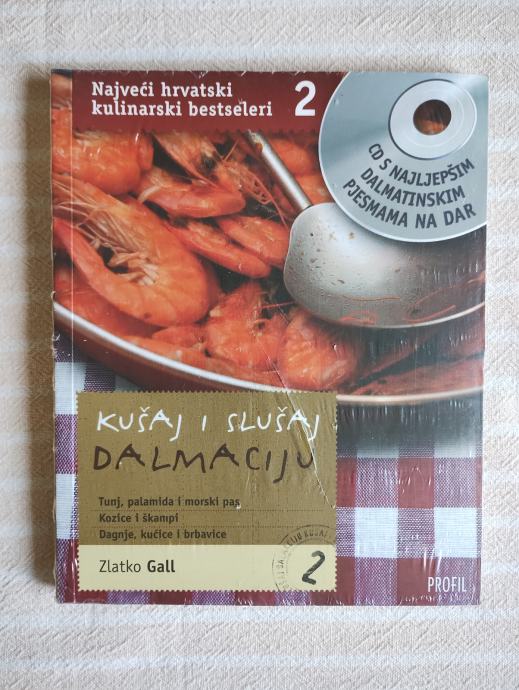 Najveći hrvatski
kulinarski bestseleri
2
CD S NAJLJEPŠIM
DALMATINSKIM
PJESMAMA NA DAR
KUŠAJ I SLUŠAJ
DALMACIJU
Tunj, palamida i morski pas
Kozice i škampi
Dagnje, kućice i brbavice
Zlatko Gall
2
PROFIL